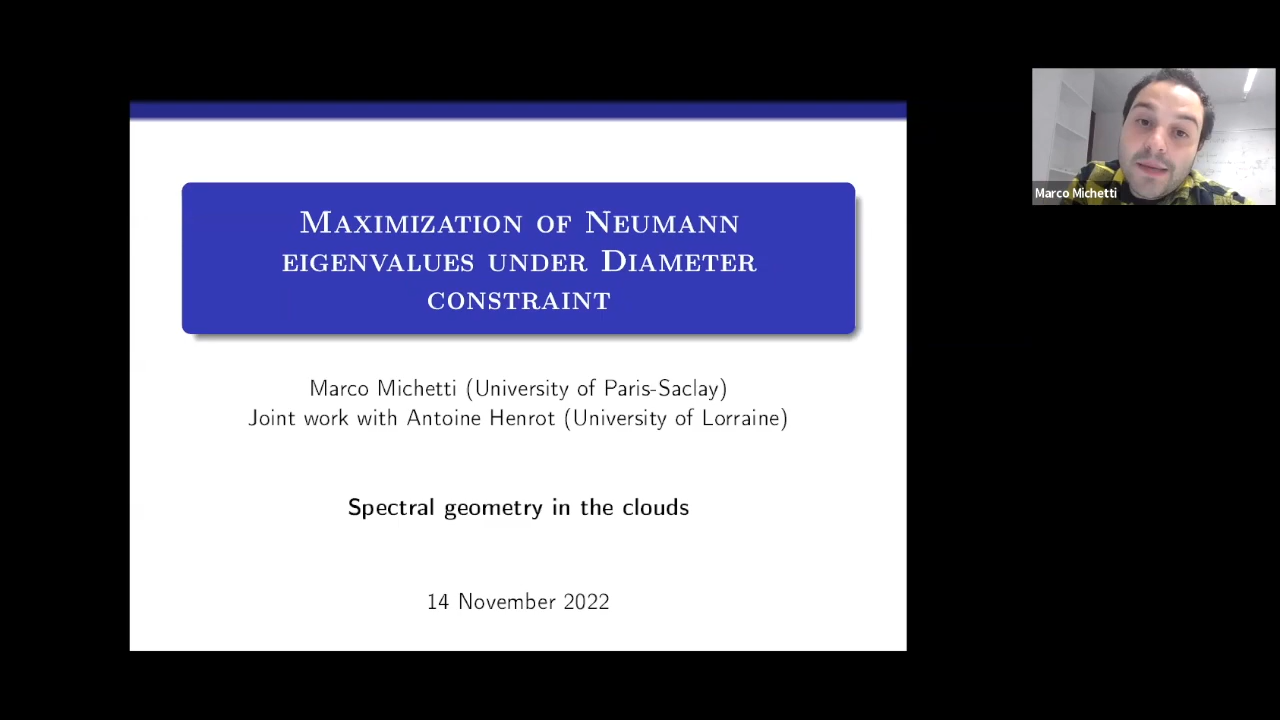 MAXIMIZATION OF NEUMANN
EIGENVALUES UNDER DIAMETER
CONSTRAINT
Marco Michetti (University of Paris-Saclay)
Joint work with Antoine Henrot (University of Lorraine)
Spectral geometry in the clouds
14 November 2022
Marco Michetti